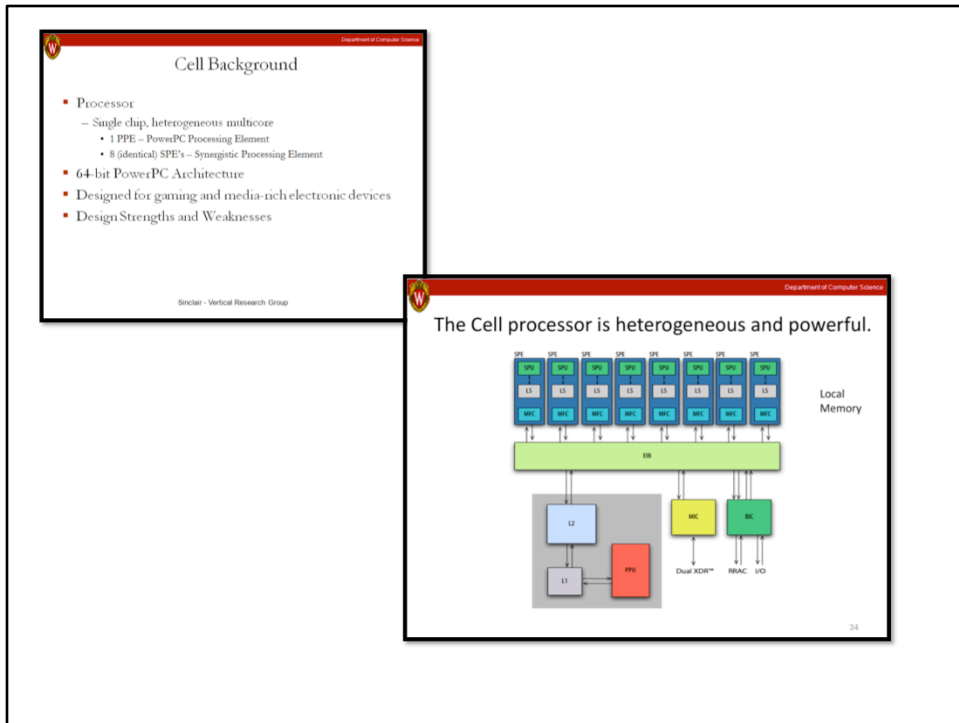 Department of Computer Science
W
Cell Background
▪ Processor
– Single chip, heterogeneous multicore
• 1 PPE – PowerPC Processing Element
• 8 (identical) SPE's – Synergistic Processing Element
▪ 64-bit PowerPC Architecture
▪ Designed for gaming and media-rich electronic devices
▪ Design Strengths and Weaknesses
Sinclair - Vertical Research Group
Department of Computer Science
W
The Cell processor is heterogeneous and powerful.
SPE SPE SPE SPE SPE SPE SPE SPE
SPU SPU SPU SPU SPU SPU SPU SPU
LS LS LS LS LS LS LS LS
Local
Memory
MFC MFC MFC MFC MFC MFC MFC MFC
EIB
L2
MIC
BIC
PPU
L1
Dual XDR™ RRAC I/O
34